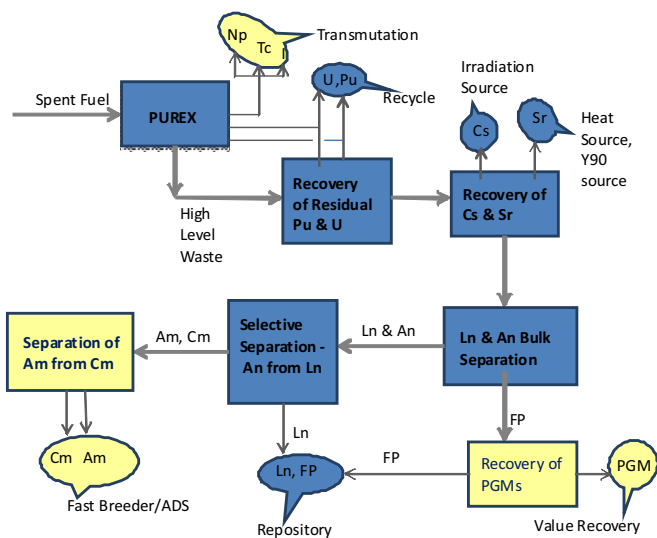 Np
Tc
I
Transmutation
Spent Fuel
PUREX
U,Pu
Recycle
Irradiation
Source
Cs
Sr
Heat
Source,
Y90
source
High
Level
Waste
Recovery
of Residual
Pu & U
Recovery of
Cs & Sr
Separation of
Am from Cm
Am, Cm
Selective
Separation -
An from Ln
Ln & An
Ln & An Bulk
Separation
FP
Ln
Cm Am
Fast Breeder/ADS
Ln, FP
Repository
FP
Recovery of
PGMs
PGM
Value Recovery